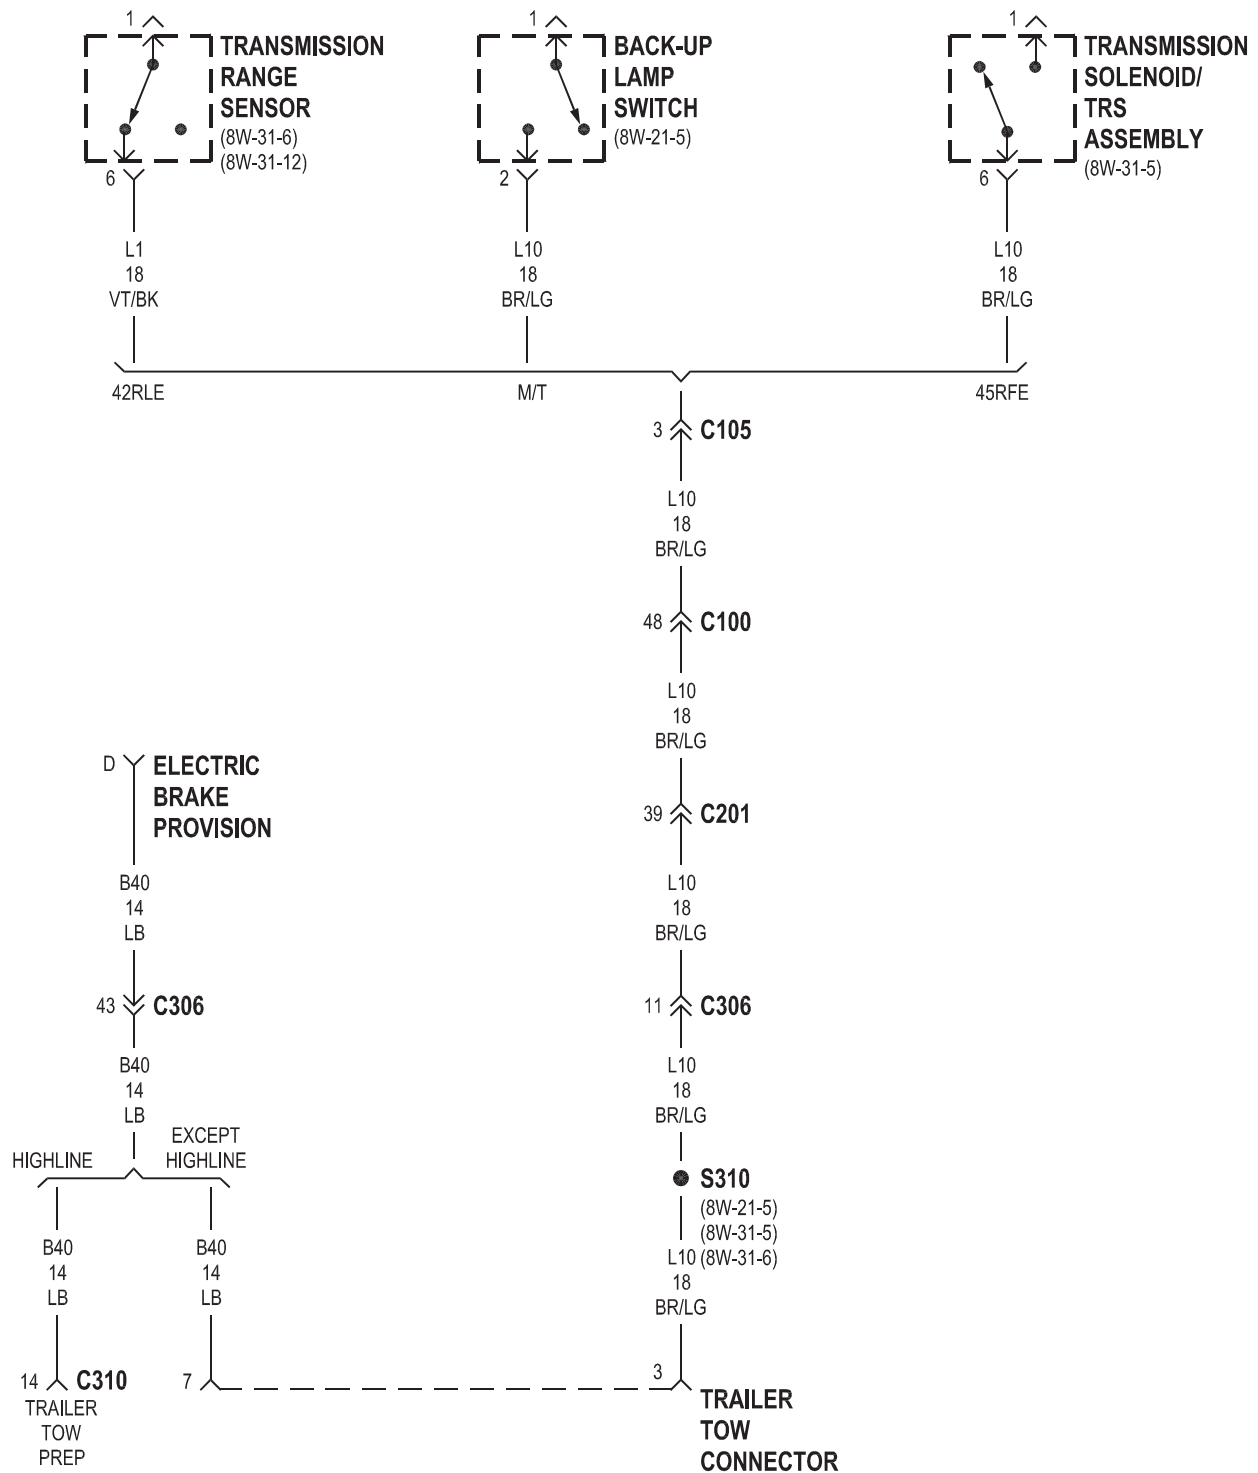 1
TRANSMISSION
RANGE
SENSOR
(8W-31-6)
(8W-31-12)
6
1
BACK-UP
LAMP
SWITCH
(8W-21-5)
2
1
TRANSMISSION
SOLENOID/
TRS
ASSEMBLY
(8W-31-5)
6
L1
18
VT/BK
L10
18
BR/LG
L10
18
BR/LG
42RLE
M/T
45RFE
3 C105
L10
18
BR/LG
48 C100
L10
18
BR/LG
39 C201
L10
18
BR/LG
11 C306
L10
18
BR/LG
S310
(8W-21-5)
(8W-31-5)
(8W-31-6)
L10
18
BR/LG
3
TRAILER
TOW
CONNECTOR
D ELECTRIC
BRAKE
PROVISION
B40
14
LB
43 C306
B40
14
LB
HIGHLINE
EXCEPT
HIGHLINE
B40
14
LB
B40
14
LB
14 C310
TRAILER
TOW
PREP
7